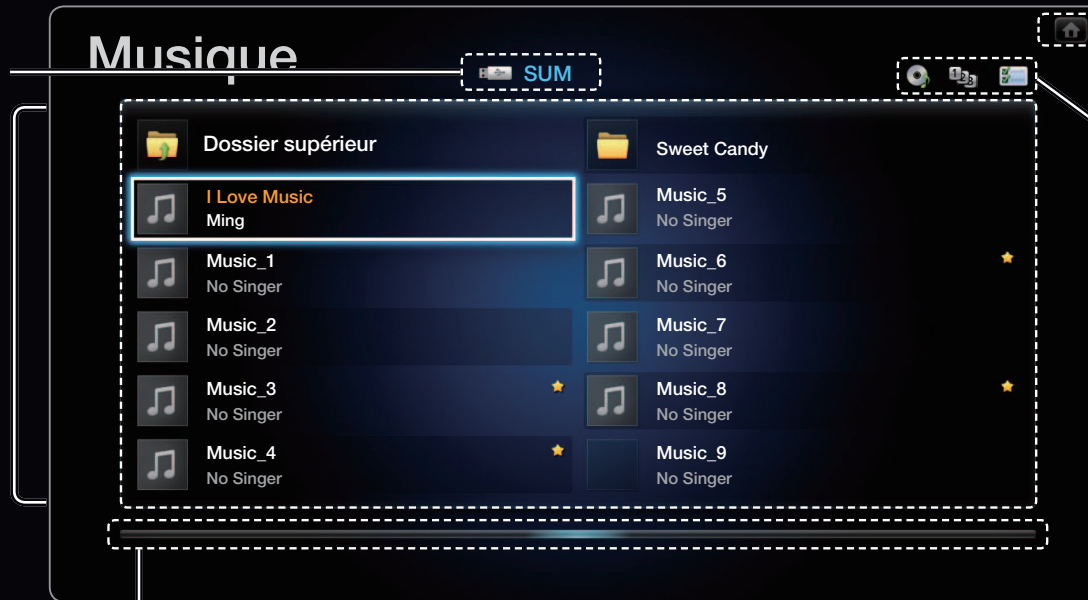 Musique
SUM
Dossier supérieur
I Love Music
Ming
Music_1
No Singer
Music_2
No Singer
Music_3
No Singer
Music_4
No Singer
Sweet Candy
Music_5
No Singer
Music_6
No Singer
Music_7
No Singer
Music_8
No Singer
Music_9
No Singer